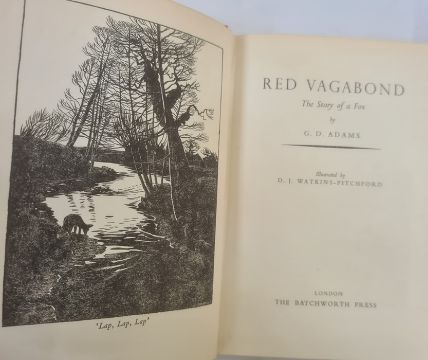 'Lap, Lap, Lap'
RED VAGABOND
The Story of a Fox
by
G. D. ADAMS
Illustrated by
D. J. WATKINS-PITCHFORD
LONDON
THE BATCHWORTH PRESS